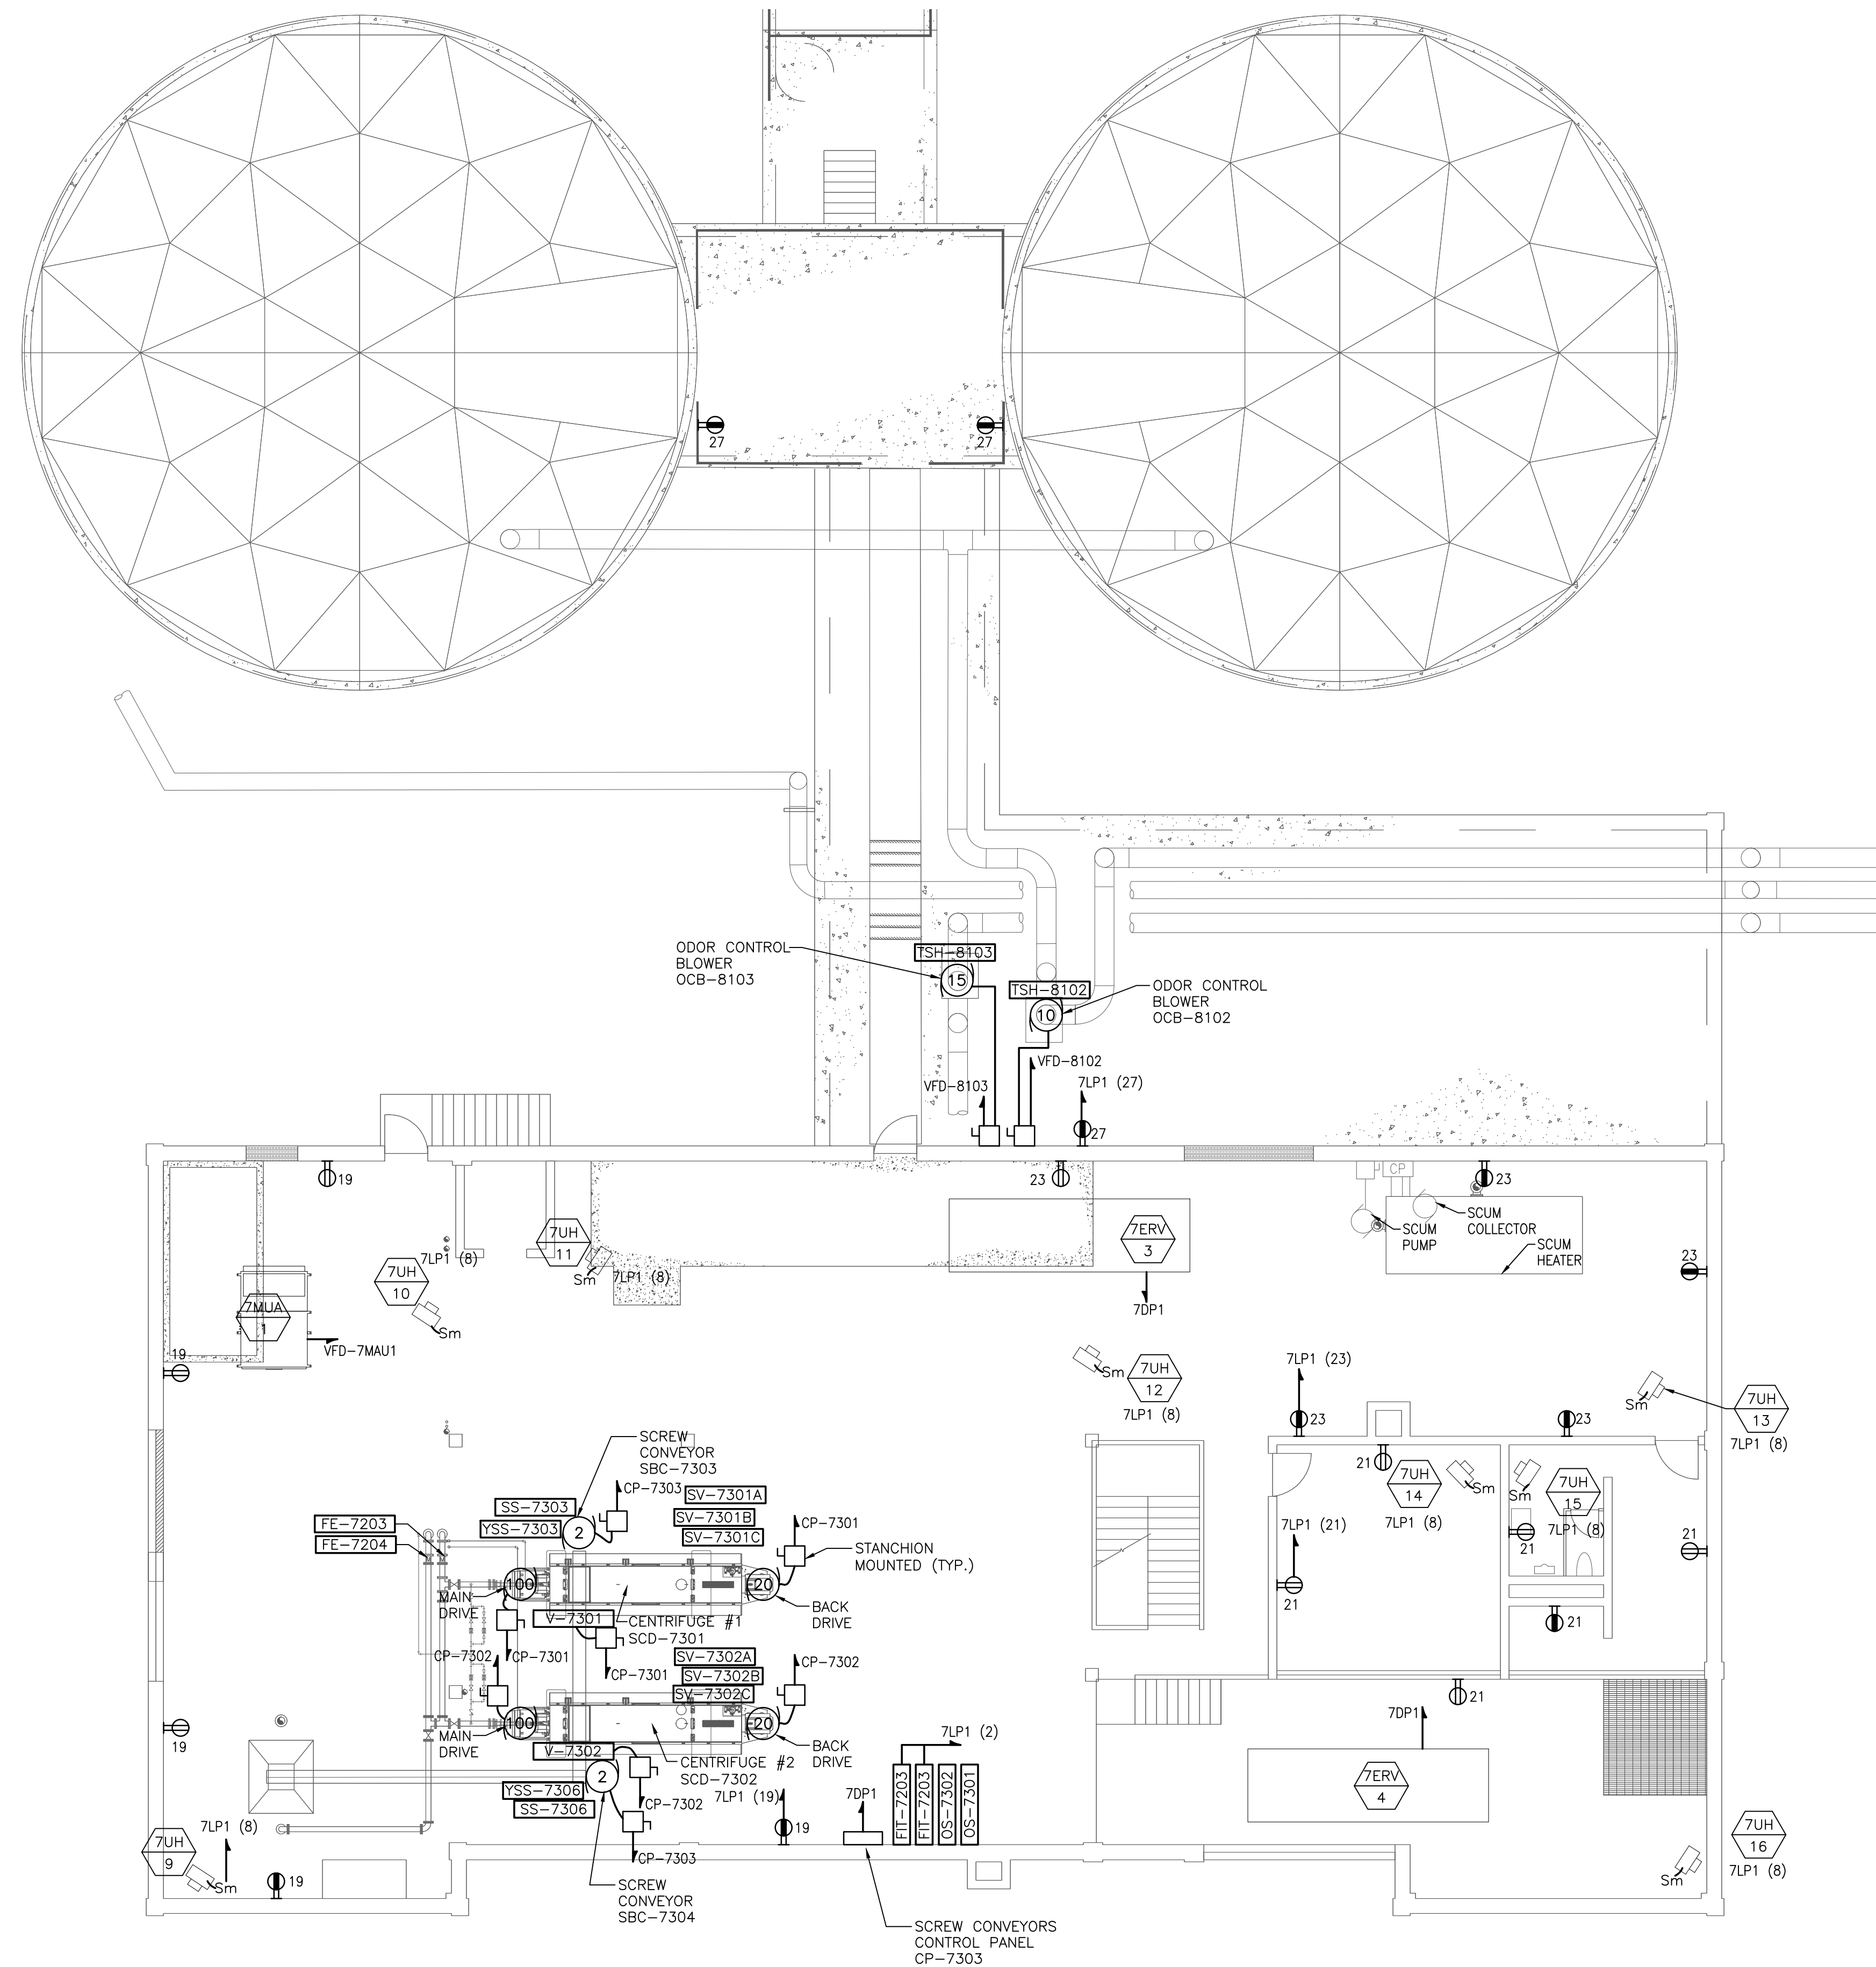 27
27
ODOR CONTROL
BLOWER
OCB-8103
TSH-8103
15
TSH-8102
10
ODOR CONTROL
BLOWER
OCB-8102
VFD-8102
VFD-8103
7LP1 (27)
27
19
23
CP
23
SCUM
COLLECTOR
SCUM
PUMP
SCUM
HEATER
23
7UH
11
Sm
7LP1 (8)
7LP1 (8)
7UH
10
Sm
7ERV
3
7DP1
7MUA
1
VFD-7MAU1
19
Sm
7UH
12
7LP1 (8)
7LP1 (23)
23
23
Sm
7UH
13
7LP1 (8)
SCREW
CONVEYOR
SBC-7303
CP-7303
SS-7303
YSS-7303
2
SV-7301A
SV-7301B
SV-7301C
CP-7301
STANCHION
MOUNTED (TYP.)
FE-7203
FE-7204
100
MAIN
DRIVE
20
BACK
DRIVE
V-7301
CENTRIFUGE #1
SCD-7301
CP-7301
CP-7301
21
7UH
14
Sm
7LP1 (8)
Sm
7UH
15
7LP1 (8)
21
21
7LP1 (21)
21
21
CP-7302
SV-7302A
SV-7302B
SV-7302C
CP-7302
21
19
100
MAIN
DRIVE
20
BACK
DRIVE
V-7302
CENTRIFUGE #2
SCD-7302
2
YSS-7306
SS-7306
CP-7302
7LP1 (19)
19
CP-7303
SCREW
CONVEYOR
SBC-7304
7DP1
7LP1 (2)
FIT-7203
FIT-7203
OS-7302
OS-7301
SCREW CONVEYORS
CONTROL PANEL
CP-7303
7DP1
7ERV
4
7LP1 (8)
7UH
9
Sm
19
7UH
16
7LP1 (8)
Sm